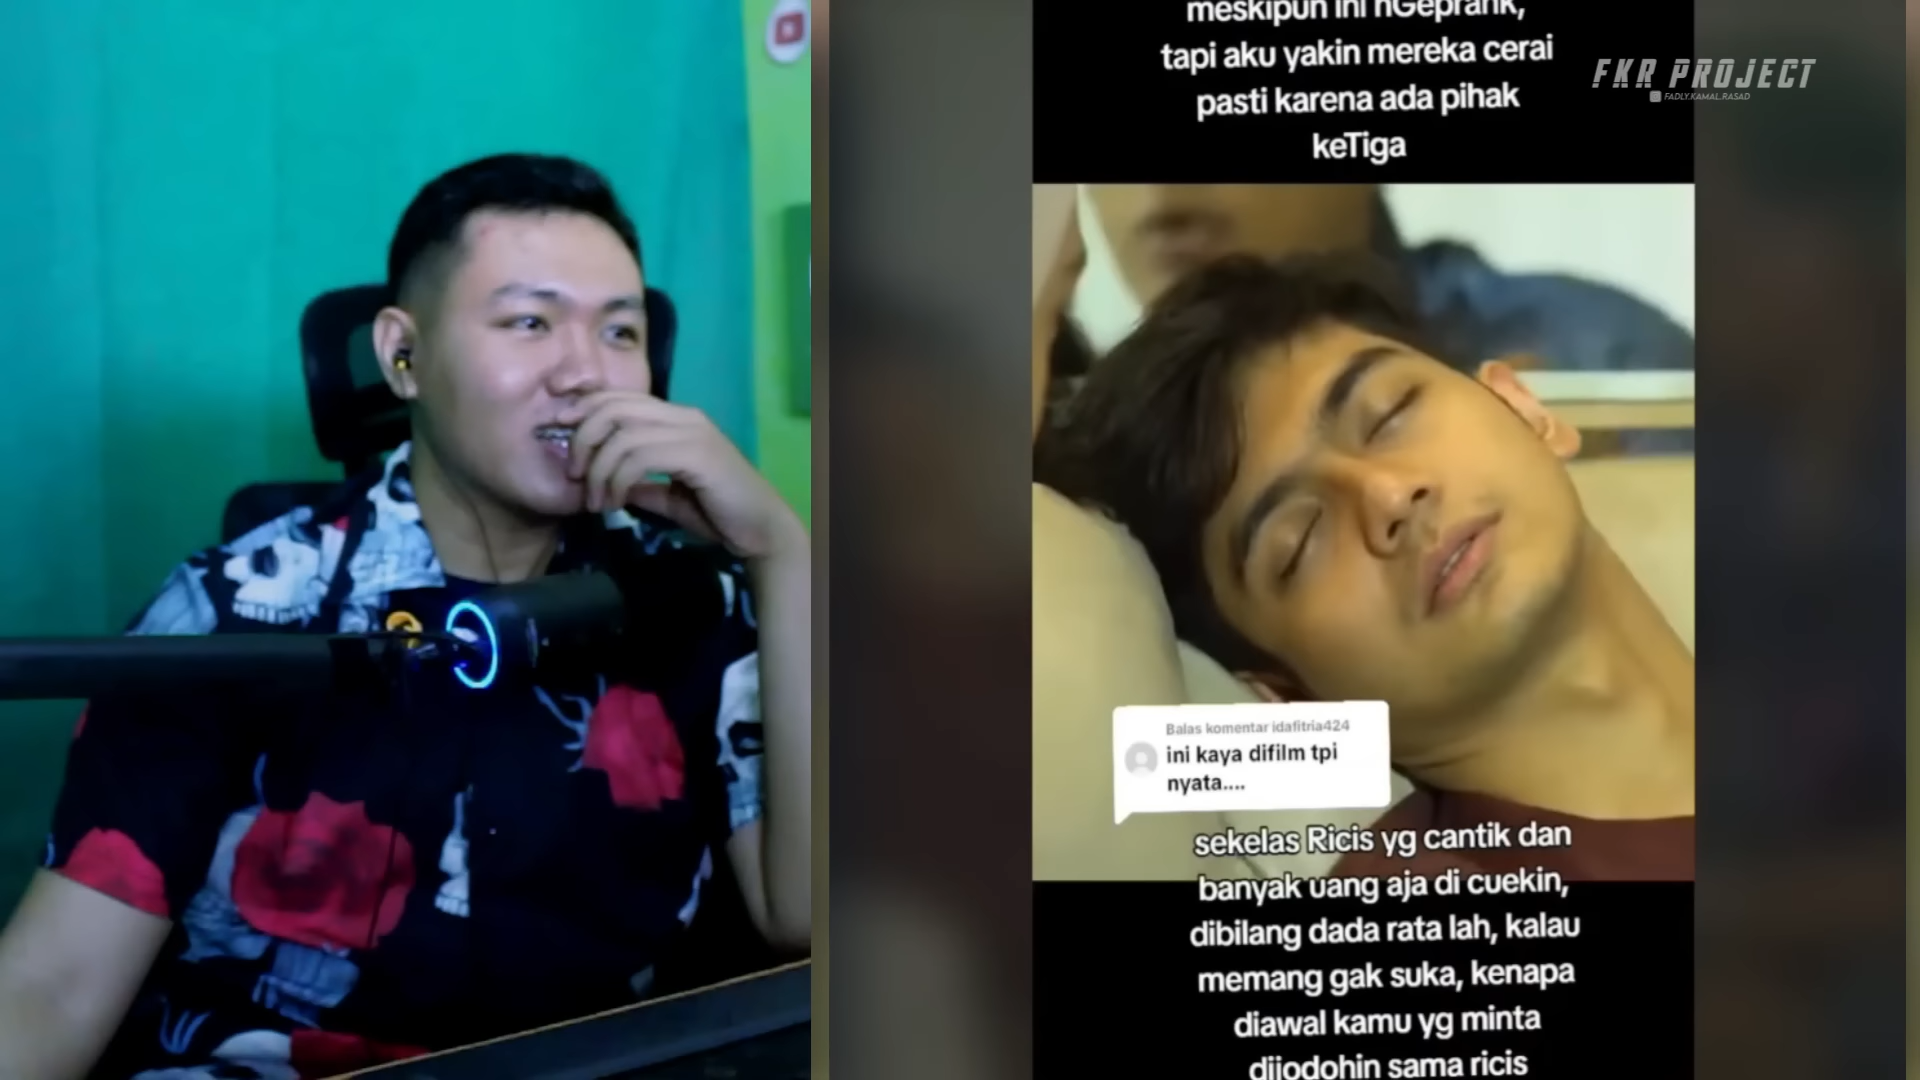 meskipun ini nGeprank,
tapi aku yakin mereka cerai
pasti karena ada pihak
keTiga
FKR PROJECT
FADLY.KAMAL.RASAD
Balas komentar idafitria424
ini kaya difilm tpi
nyata....
sekelas Ricis yg cantik dan
banyak uang aja di cuekin,
dibilang dada rata lah, kalau
memang gak suka, kenapa
diawal kamu yg minta
dijodohin sama ricis